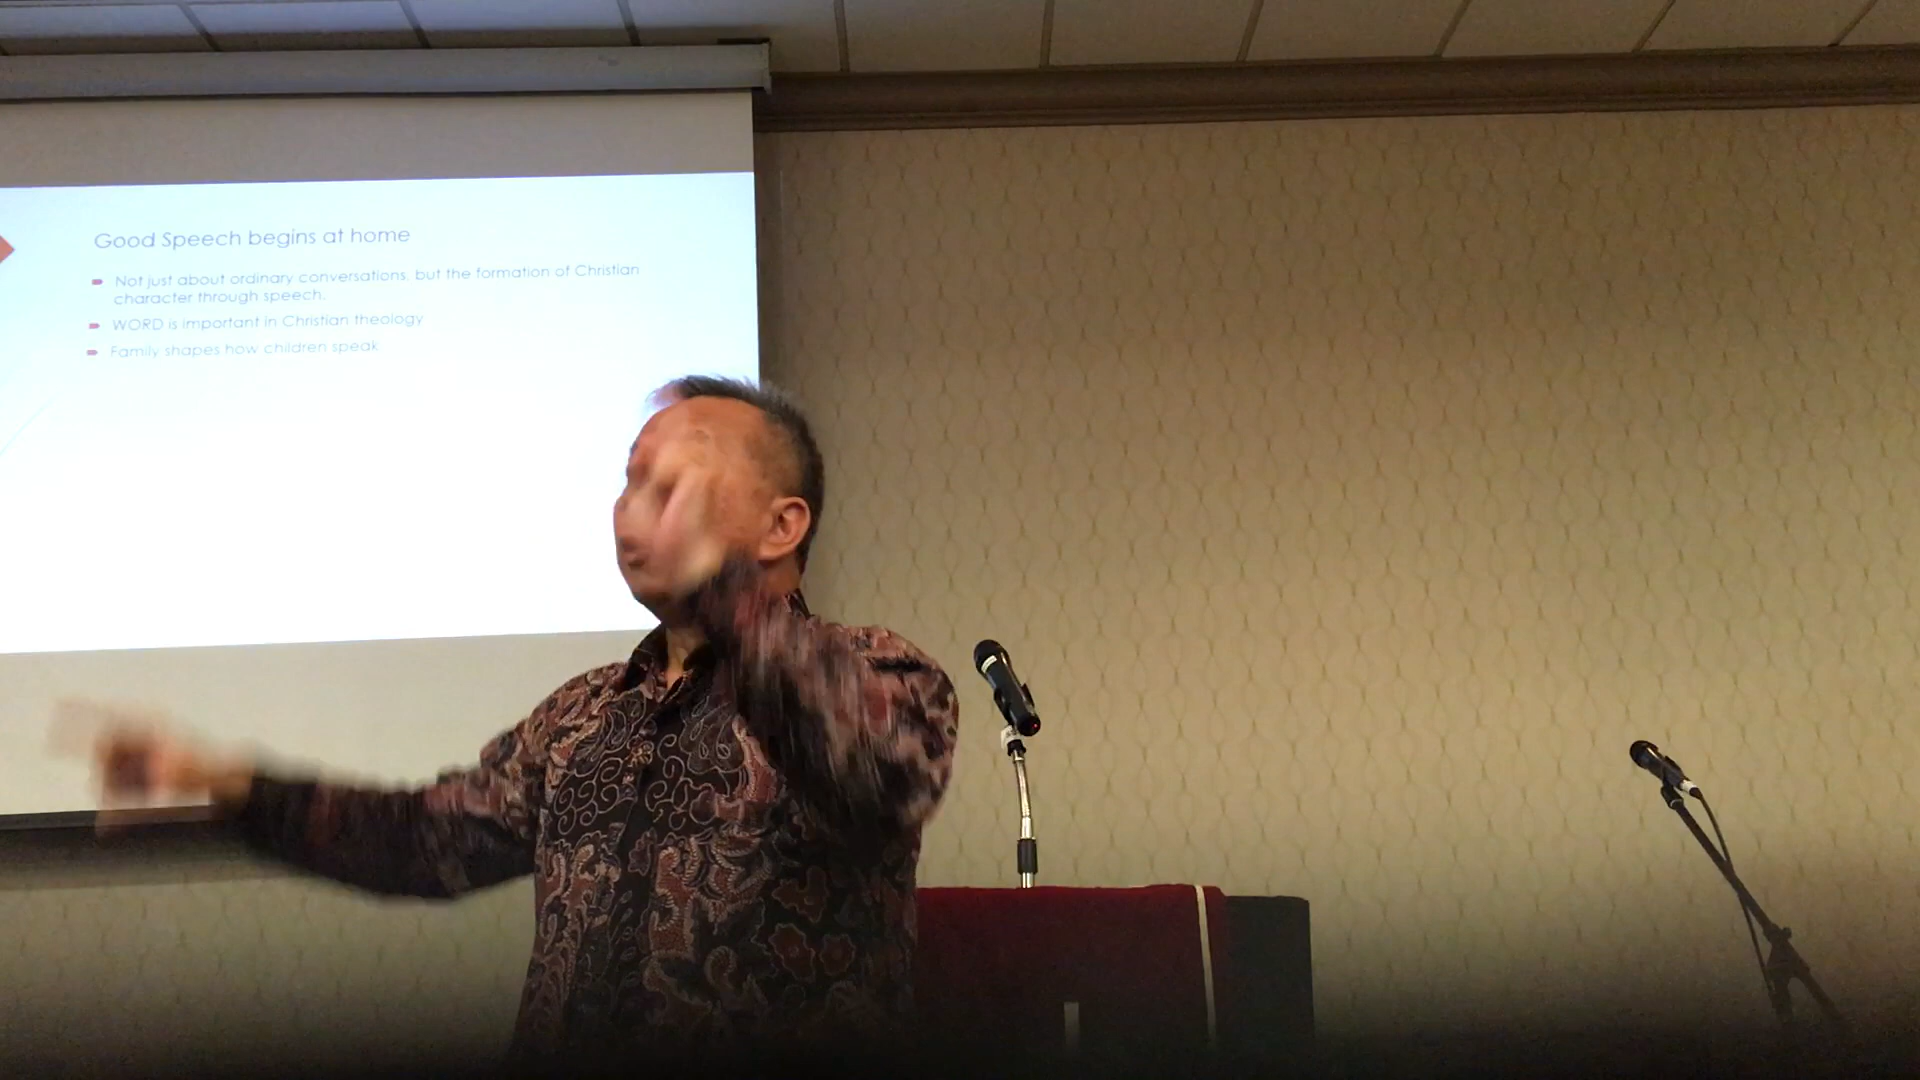 Good Speech begins at home
Not just about ordinary conversations, but the formation of Christian
character through speech.
WORD is important in Christian theology
Family shapes how children speak